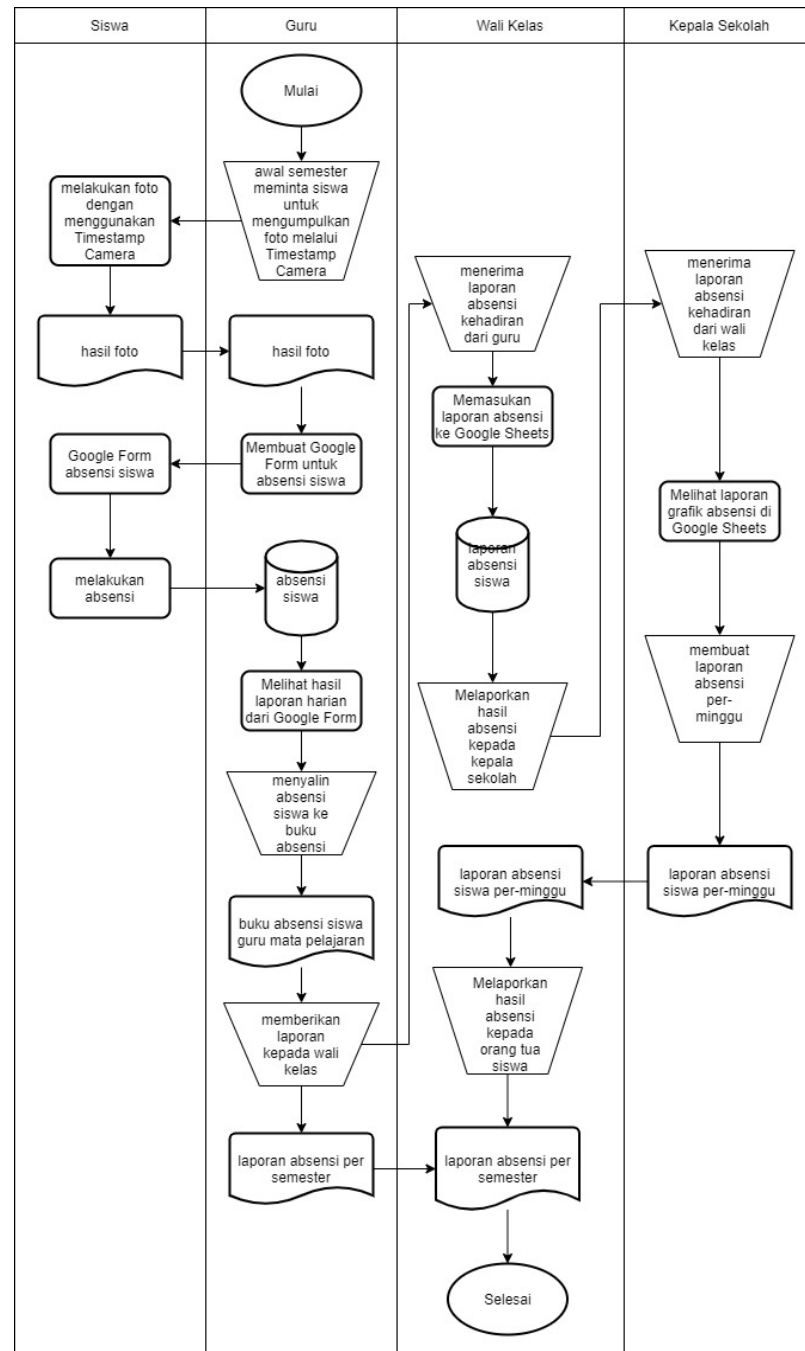 Siswa
Guru
Wali Kelas
Kepala Sekolah
Mulai
awal semester
meminta siswa
untuk
mengumpulkan
foto melalui
Timestamp
Camera
melakukan foto
dengan
menggunakan
Timestamp
Camera
hasil foto
hasil foto
Membuat Google
Form untuk
absensi siswa
Google Form
absensi siswa
melakukan
absensi
absensi
siswa
Melihat hasil
laporan harian
dari Google Form
menyalin
absensi
siswa ke
buku
absensi
buku absensi siswa
guru mata pelajaran
memberikan
laporan
kepada wali
kelas
laporan absensi per
semester
menerima
laporan
absensi
kehadiran
dari guru
Memasukan
laporan absensi
ke Google Sheets
laporan
absensi
siswa
Melaporkan
hasil
absensi
kepada
kepala
sekolah
menerima
laporan
absensi
kehadiran
dari wali
kelas
Melihat laporan
grafik absensi di
Google Sheets
membuat
laporan
absensi
per-
minggu
laporan absensi
siswa per-minggu
laporan absensi
siswa per-minggu
Melaporkan
hasil
absensi
kepada
orang tua
siswa
laporan absensi per
semester
Selesai